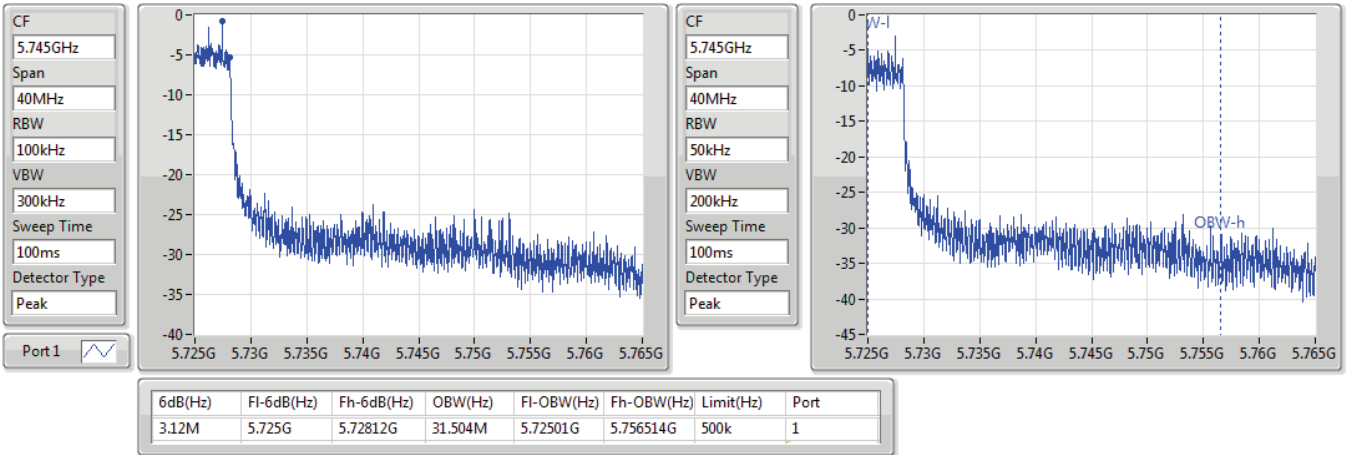 CF
5.745GHz
Span
40MHz
RBW
100kHz
VBW
300kHz
Sweep Time
100ms
Detector Type
Peak
Port 1
0
-5
-10
-15
-20
-25
-30
-35
-40
5.725G 5.73G 5.735G 5.74G 5.745G 5.75G 5.755G 5.76G 5.765G
CF
5.745GHz
Span
40MHz
RBW
50kHz
VBW
200kHz
Sweep Time
100ms
Detector Type
Peak
0
W-l
-5
-10
-15
-20
-25
-30
OBW-h
-35
-40
-45
5.725G 5.73G 5.735G 5.74G 5.745G 5.75G 5.755G 5.76G 5.765G
6dB(Hz) Fl-6dB(Hz) Fh-6dB(Hz) OBW(Hz) Fl-OBW(Hz) Fh-OBW(Hz) Limit(Hz) Port
3.12M 5.725G 5.72812G 31.504M 5.72501G 5.756514G 500k 1